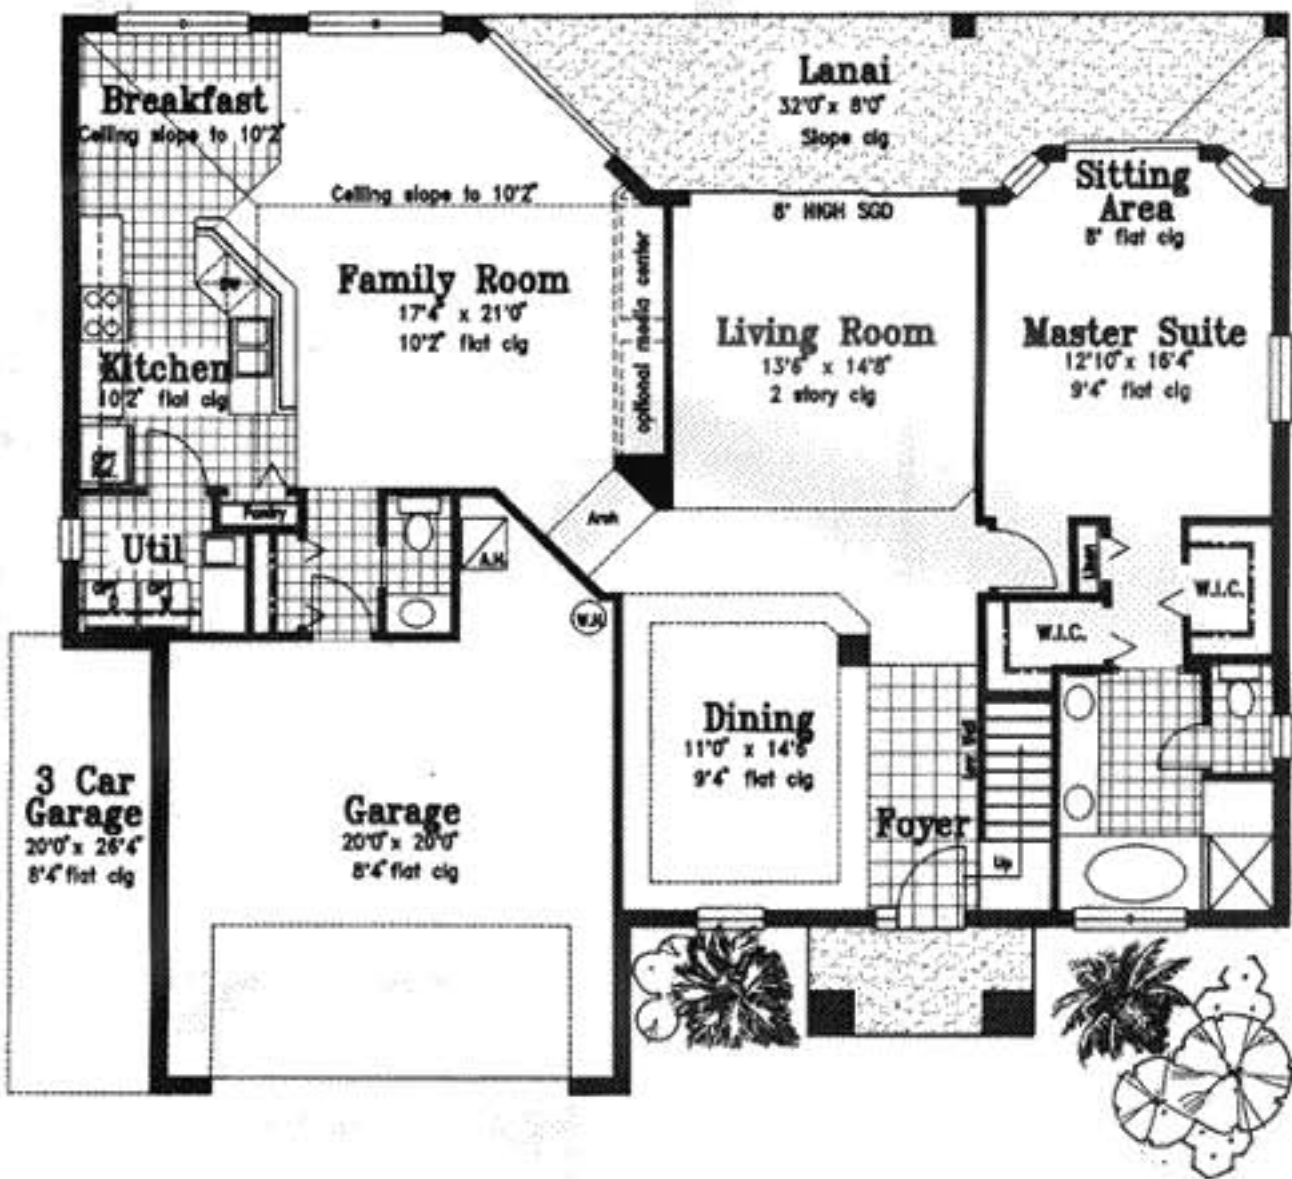 Breakfast
Ceiling slope to 10'2"
Lanai
32'0" x 8'0"
Slope clg
Ceiling slope to 10'2"
8' HIGH SGD
Sitting
Area
8' flat clg
DW
Family Room
17'4" x 21'0"
10'2" flat clg
optional media center
Living Room
13'6" x 14'8"
2 story clg
Master Suite
12'10" x 16'4"
9'4" flat clg
Kitchen
10'2" flat clg
Pantry
Arch
Util
A.H.
Linen
W.I.C.
W.H.
W.I.C.
Dining
11'0" x 14'6"
9'4" flat clg
3 Car
Garage
20'0" x 26'4"
8'4" flat clg
Garage
20'0" x 20'0"
8'4" flat clg
Foyer
Up